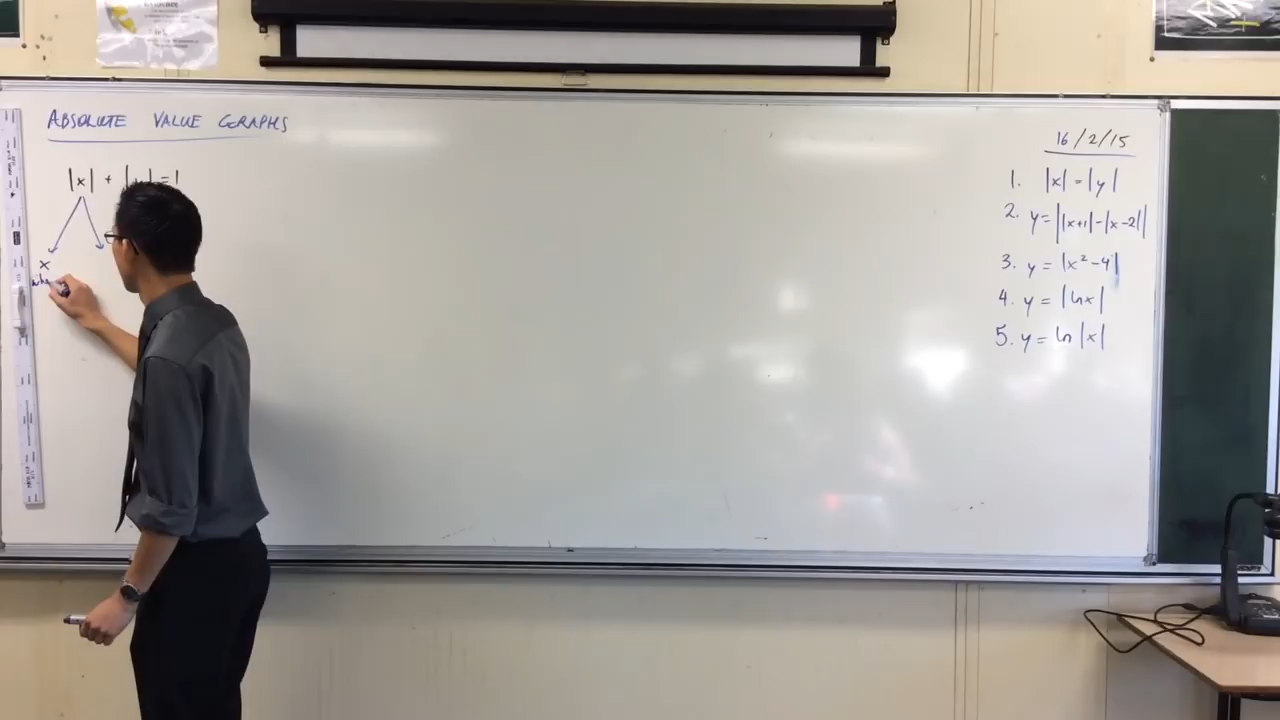 ABSOLUTE VALUE GRAPHS
|x| + |y| = 1
x
16/2/15
1. |x| = |y|
2. y = ||x+1| - |x-2||
3. y = |x² - 4|
4. y = |ln x|
5. y = ln |x|